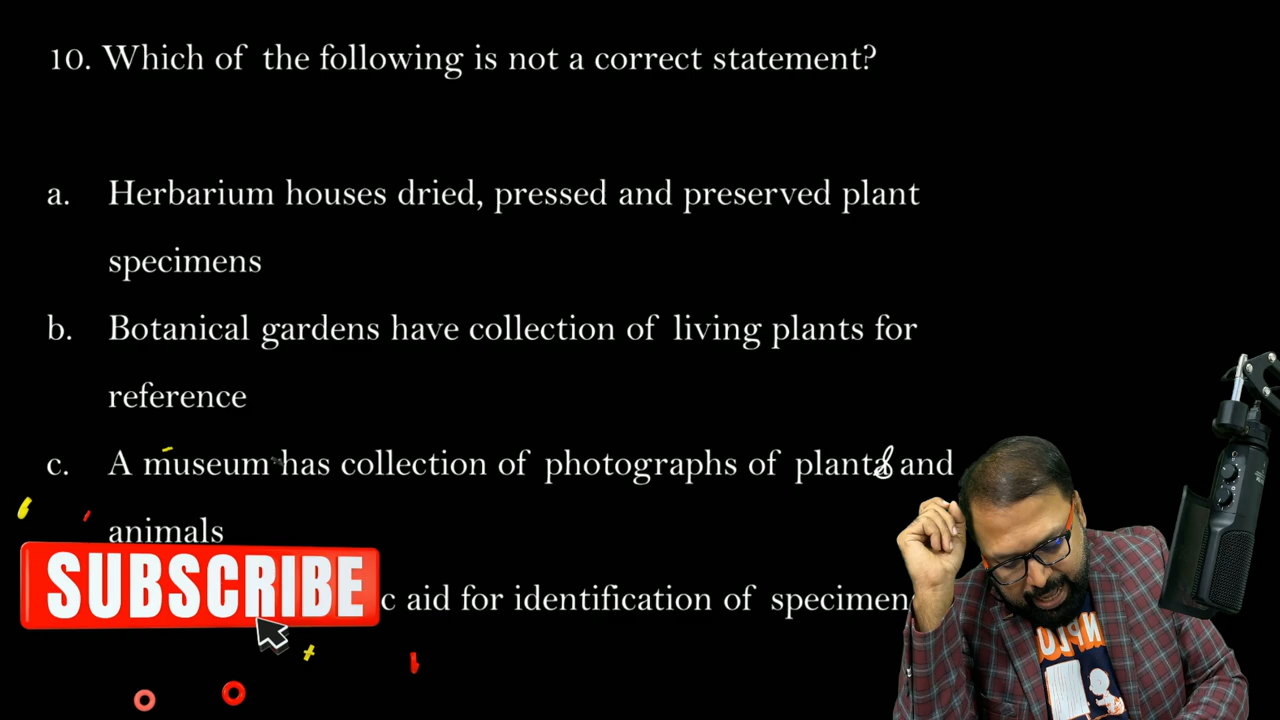 10. Which of the following is not a correct statement?
a. Herbarium houses dried, pressed and preserved plant
specimens
b. Botanical gardens have collection of living plants for
reference
c. A museum has collection of photographs of plants and
animals
SUBSCRIBE
aid for identification of